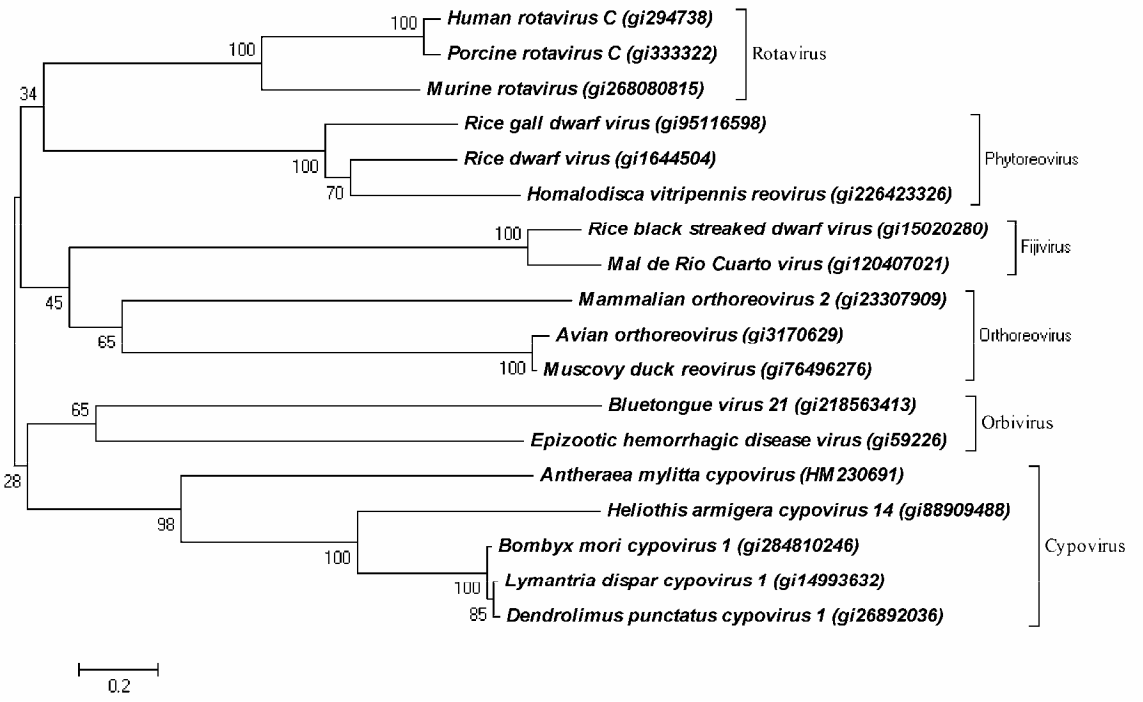 Human rotavirus C (gi294738)
100
Porcine rotavirus C (gi333322)
100
Rotavirus
Murine rotavirus (gi268080815)
34
Rice gall dwarf virus (gi95116598)
100
Rice dwarf virus (gi1644504)
Phytoreovirus
70
Homalodisca vitripennis reovirus (gi226423326)
Rice black streaked dwarf virus (gi15020280)
100
Fijivirus
Mal de Rio Cuarto virus (gi120407021)
45
Mammalian orthoreovirus 2 (gi23307909)
65
Avian orthoreovirus (gi3170629)
Orthoreovirus
100
Muscovy duck reovirus (gi76496276)
65
Bluetongue virus 21 (gi218563413)
Orbivirus
Epizootic hemorrhagic disease virus (gi59226)
28
Antheraea mylitta cypovirus (HM230691)
98
Heliothis armigera cypovirus 14 (gi88909488)
100
Bombyx mori cypovirus 1 (gi284810246)
Cypovirus
100
Lymantria dispar cypovirus 1 (gi14993632)
85
Dendrolimus punctatus cypovirus 1 (gi26892036)
0.2